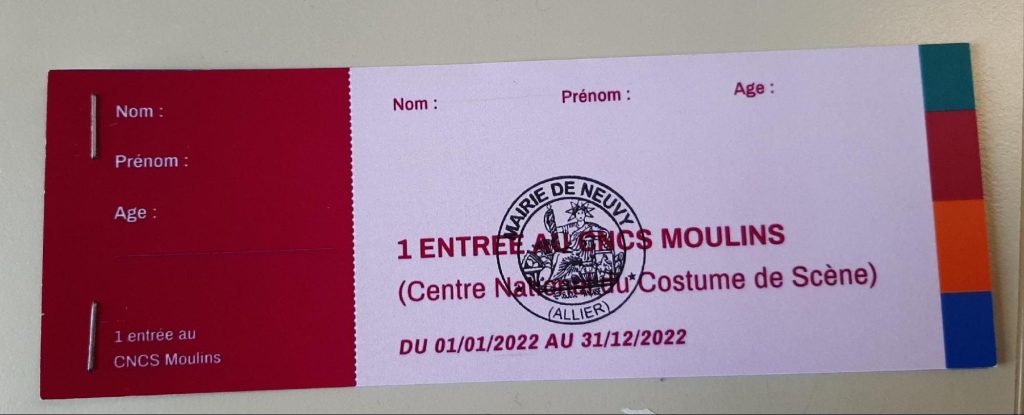 Nom :
Prénom :
Age :
1 entrée au
CNCS Moulins
Nom :
Prénom :
Age :
MAIRIE DE NEUVY
1 ENTREE AU CNCS MOULINS
(Centre National du Costume de Scène)
(ALLIER)
DU 01/01/2022 AU 31/12/2022